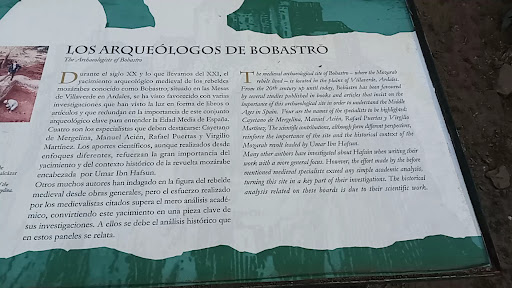 LOS ARQUEÓLOGOS DE BOBASTRO
The Archaeologists of Bobastro
Durante el siglo XX y lo que llevamos del XXI, el
yacimiento arqueológico medieval de los rebeldes
mozárabes conocido como Bobastro, situado en las Mesas
de Villaverde en Ardales, se ha visto favorecido con varias
investigaciones que han visto la luz en forma de libros o
artículos y que redundan en la importancia de este conjunto
arqueológico clave para entender la Edad Media de España.
Cuatro son los especialistas que deben destacarse: Cayetano
de Mergelina, Manuel Acién, Rafael Puertas y Virgilio
Martínez. Los aportes científicos, aunque realizados desde
enfoques diferentes, refuerzan la gran importancia del
yacimiento y del contexto histórico de la revuelta mozárabe
encabezada por Umar Ibn Hafsun.
Otros muchos autores han indagado en la figura del rebelde
medieval desde obras generales, pero el esfuerzo realizado
por los medievalistas citados supera el mero análisis acadé-
mico, convirtiendo este yacimiento en una pieza clave de
sus investigaciones. A ellos se debe el análisis histórico que
en estos paneles se relata.
The medieval archaeological site of Bobastro – where the Mozarab
rebels lived – is located in the plains of Villaverde, Ardales.
From the 20th century up until today, Bobastro has been favoured
by several studies published in books and articles that insist on the
importance of this archaeological site in order to understand the Middle
Ages in Spain. Four are the names of the specialists to be highlighted:
Cayetano de Mergelina, Manuel Acién, Rafael Puertas y Virgilio
Martínez. The scientific contributions, although form different perspectives,
reinforce the importance of the site and the historical context of the
Mozarab revolt leaded by Umar Ibn Hafsun.
Many other authors have investigated about Hafsún when writing their
work with a more general focus. However, the effort made by the before
mentioned medieval specialists exceed any simple academic analysis,
turning this site in a key part of their investigations. The historical
analysis related on these boards is due to their scientific work.